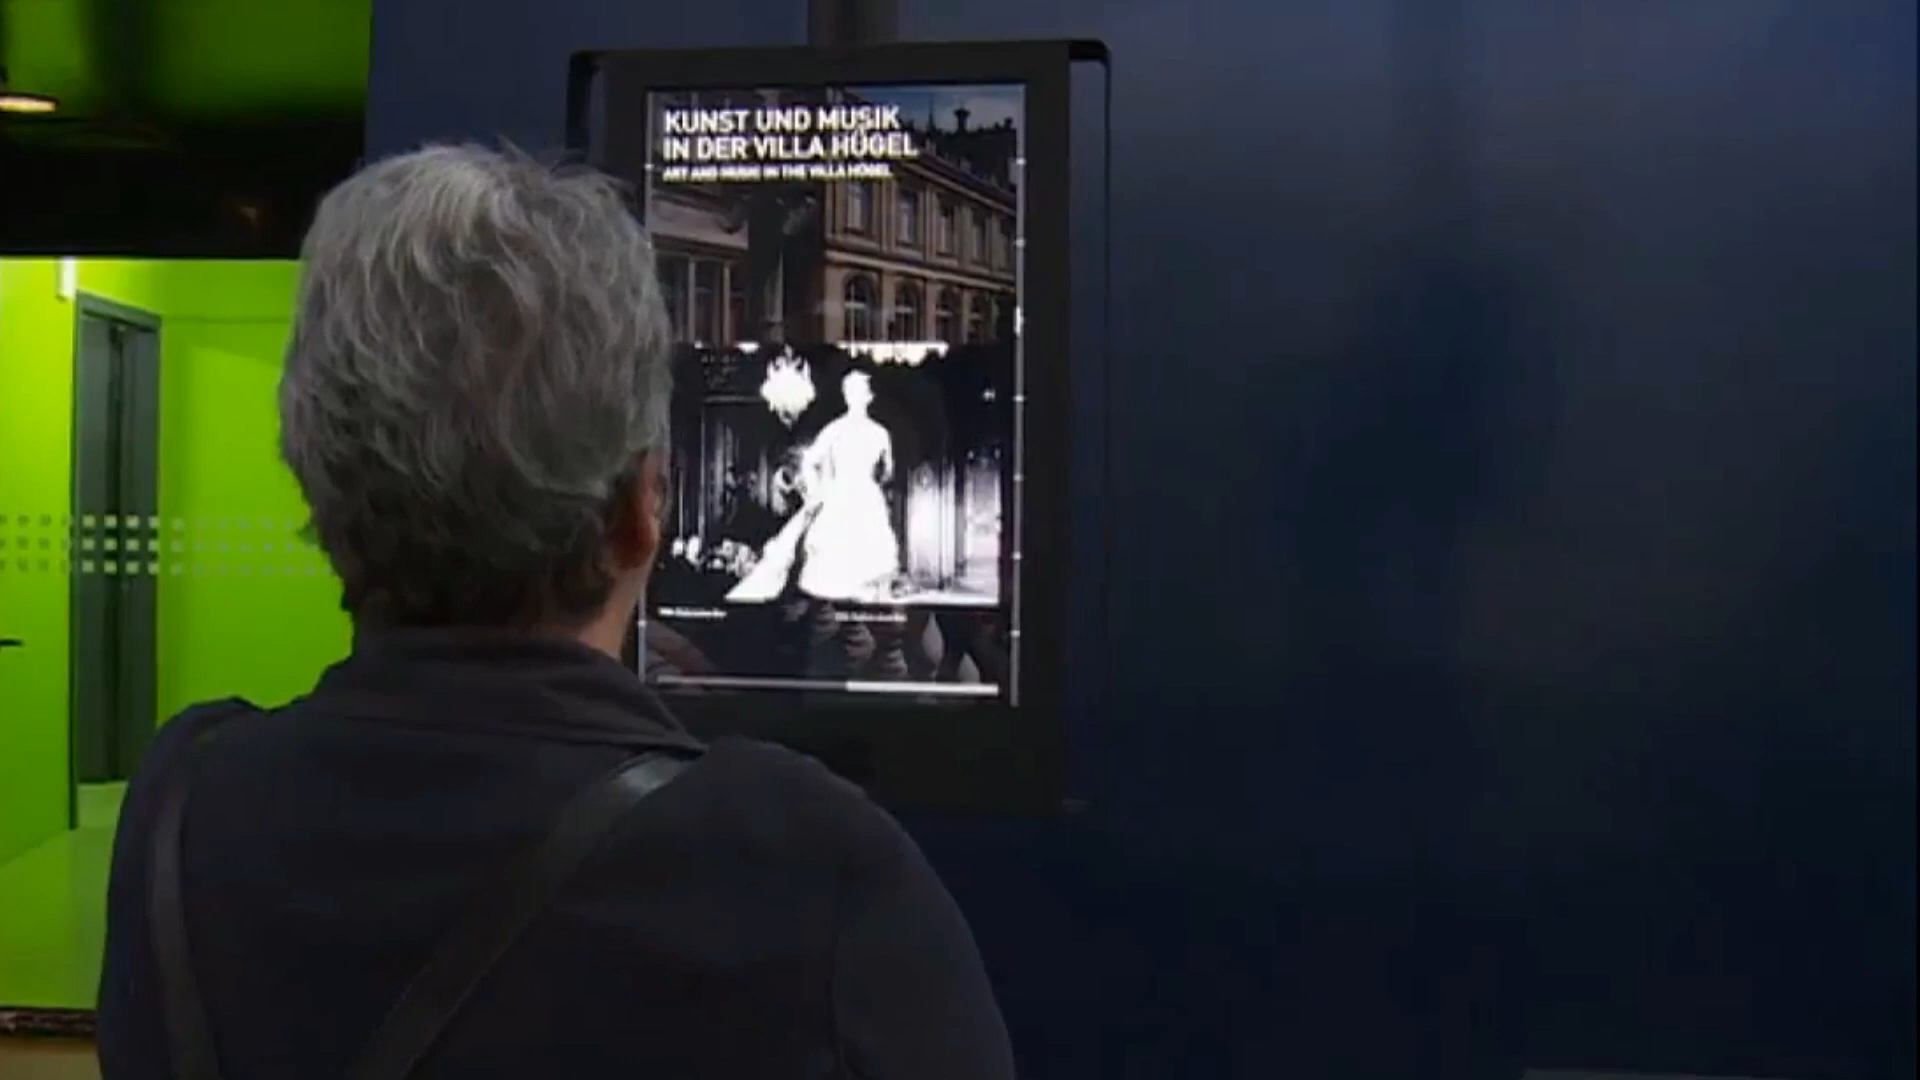 KUNST UND MUSIK
IN DER VILLA HÜGEL
ART AND MUSIC IN THE VILLA HÜGEL